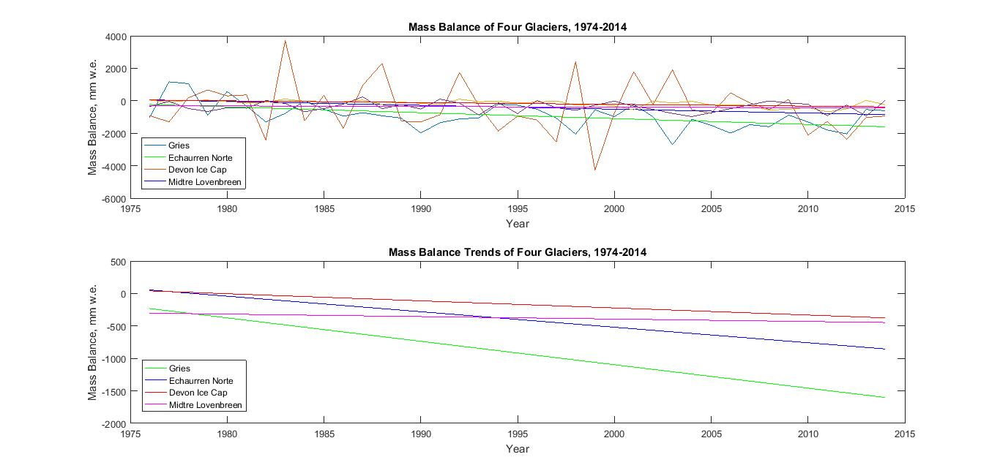 Mass Balance of Four Glaciers, 1974-2014
4000
2000
0
-2000
-4000
-6000
Mass Balance, mm w.e.
Gries
Echaurren Norte
Devon Ice Cap
Midtre Lovenbreen
1975 1980 1985 1990 1995 2000 2005 2010 2015
Year
Mass Balance Trends of Four Glaciers, 1974-2014
500
0
-500
-1000
-1500
-2000
Mass Balance, mm w.e.
Gries
Echaurren Norte
Devon Ice Cap
Midtre Lovenbreen
1975 1980 1985 1990 1995 2000 2005 2010 2015
Year